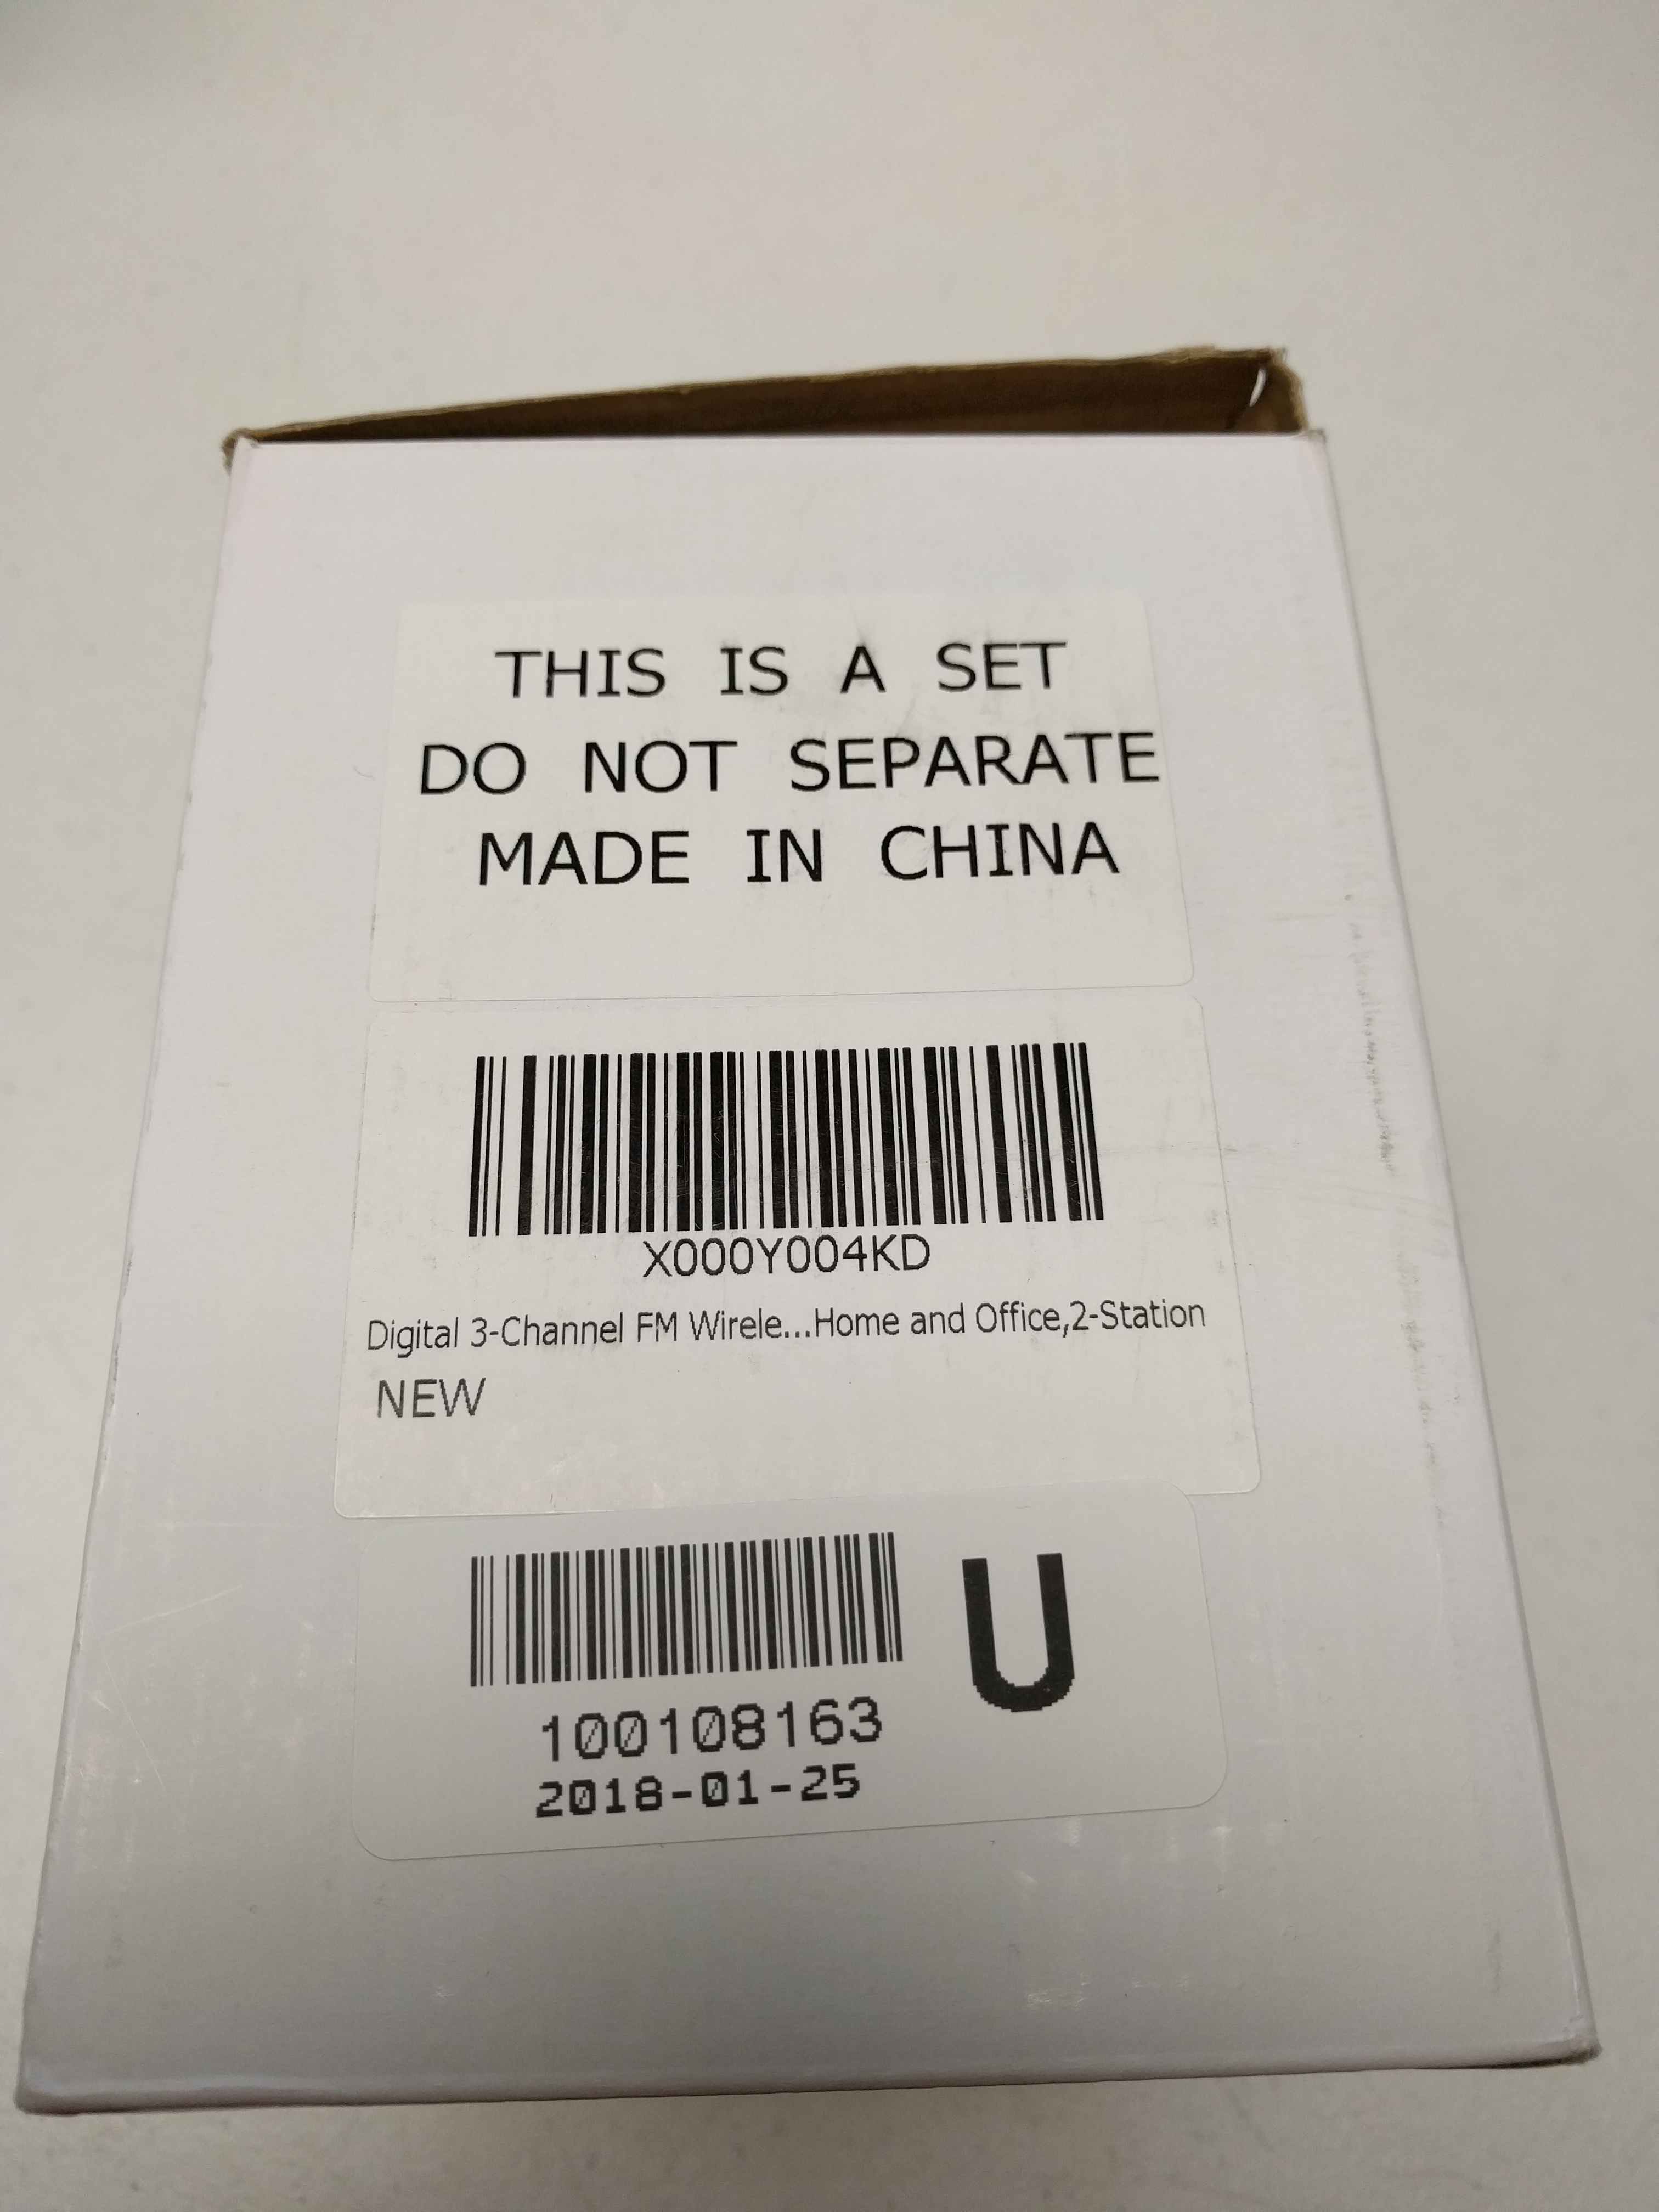 THIS IS A SET
DO NOT SEPARATE
MADE IN CHINA
X000Y004KD
Digital 3-Channel FM Wirele...Home and Office,2-Station
NEW
U
100108163
2018-01-25